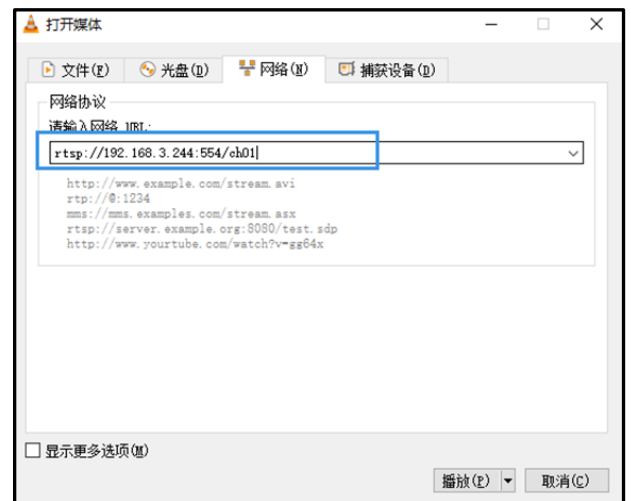 打开媒体
文件(F) 光盘(D) 网络(N) 捕获设备(D)
网络协议
请输入网络 URL:
rtsp://192.168.3.244:554/ch01
http://www.example.com/stream.avi
rtp://@:1234
mms://mms.examples.com/stream.asx
rtsp://server.example.org:8080/test.sdp
http://www.yourtube.com/watch?v=gg64x
显示更多选项(M)
播放(P) 取消(C)